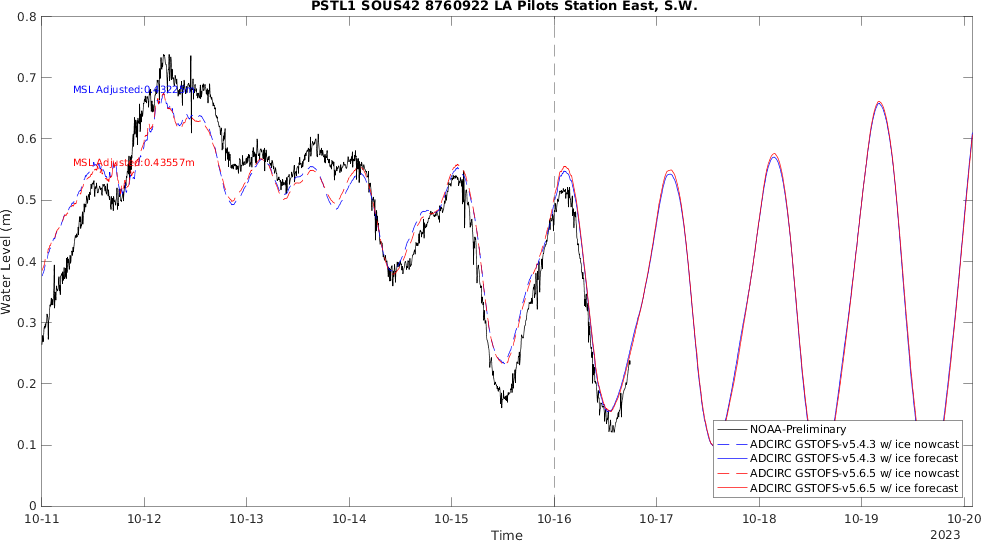 PSTL1 SOUS42 8760922 LA Pilots Station East, S.W.
0.8
0.7
0.6
0.5
0.4
0.3
0.2
0.1
0
Water Level (m)
MSL Adjusted:
MSL Adjusted:0.43557m
NOAA-Preliminary
ADCIRC GSTOFS-v5.4.3 w/ ice nowcast
ADCIRC GSTOFS-v5.4.3 w/ ice forecast
ADCIRC GSTOFS-v5.6.5 w/ ice nowcast
ADCIRC GSTOFS-v5.6.5 w/ ice forecast
10-11 10-12 10-13 10-14 10-15 10-16 10-17 10-18 10-19 10-20
Time
2023